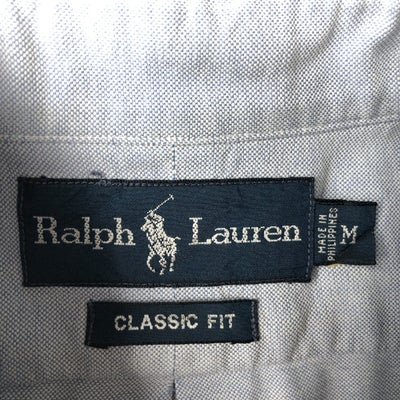 Ralph Lauren
MADE IN
PHILIPPINES
M
CLASSIC FIT